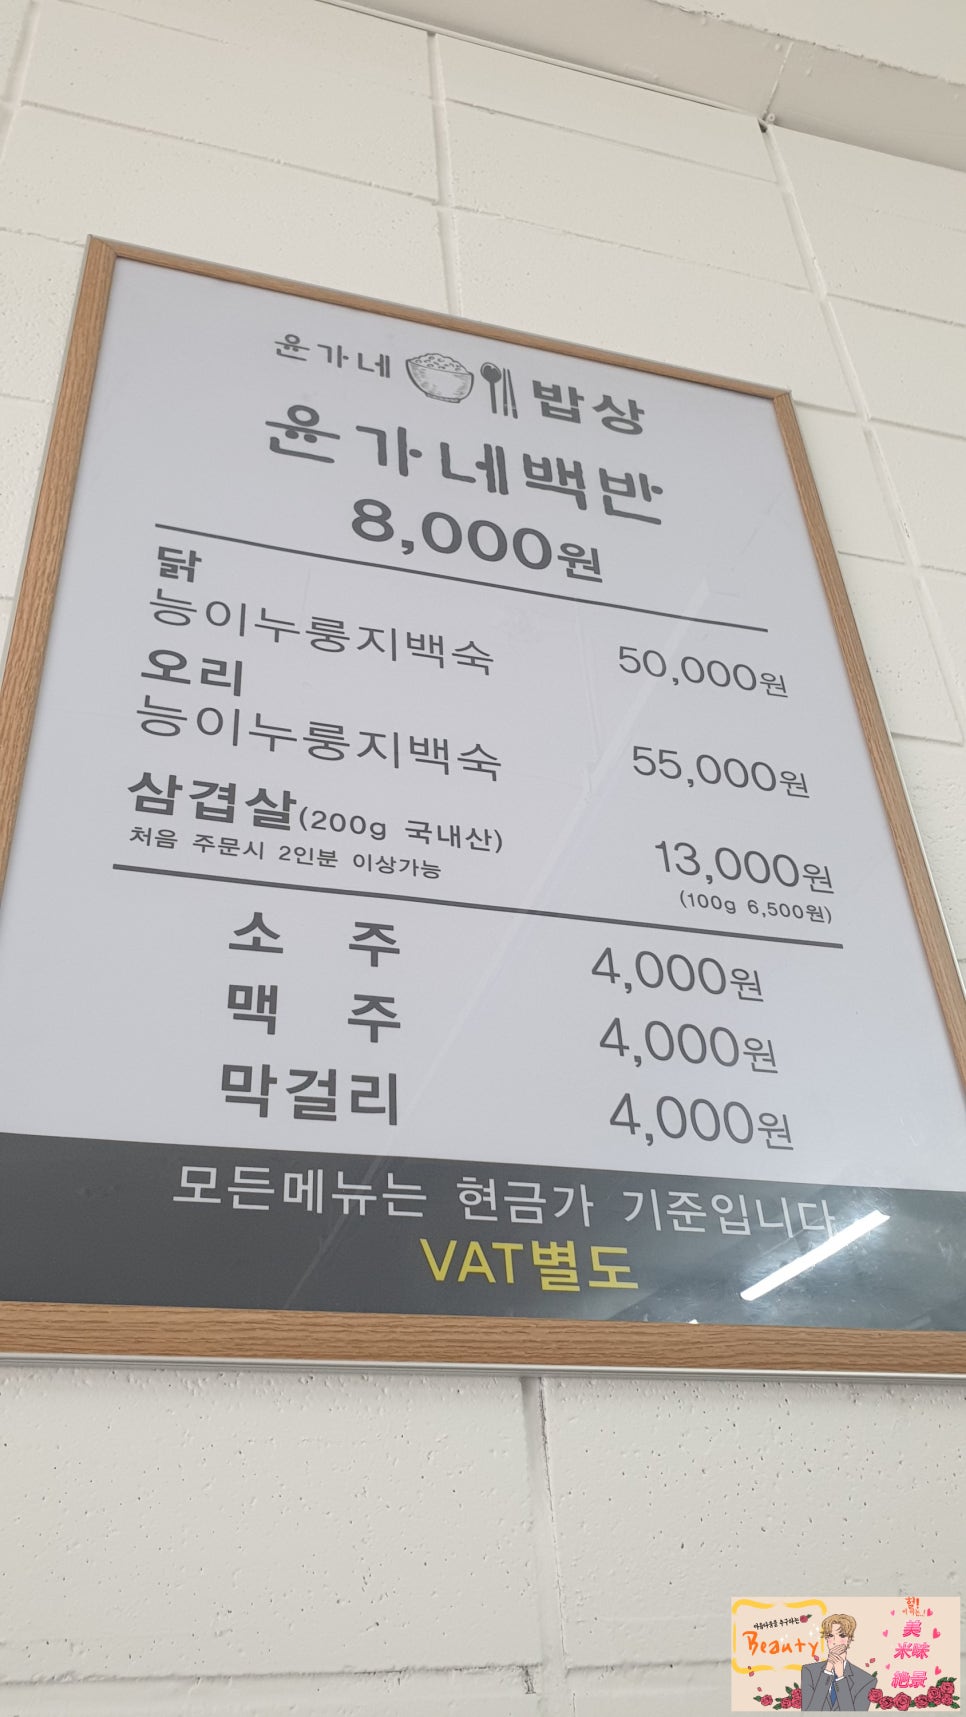 윤가네 밥상
윤가네백반
8,000원
닭
능이누룽지백숙 50,000원
오리
능이누룽지백숙 55,000원
삼겹살(200g 국내산) 13,000원
처음 주문시 2인분 이상가능 (100g 6,500원)
소 주 4,000원
맥 주 4,000원
막걸리 4,000원
모든메뉴는 현금가 기준입니다
VAT별도
Beauty
美
米味
絶景